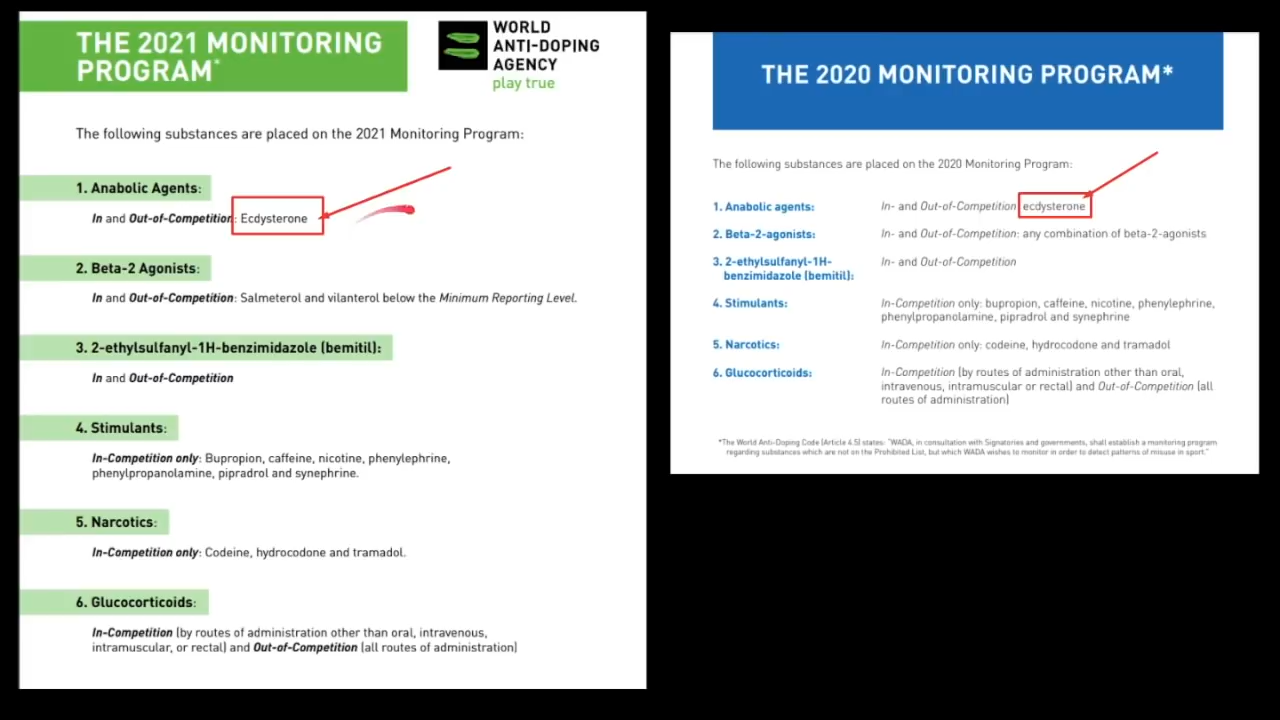 THE 2021 MONITORING
PROGRAM*
WORLD
ANTI-DOPING
AGENCY
play true
The following substances are placed on the 2021 Monitoring Program:
1. Anabolic Agents:
In and Out-of-Competition: Ecdysterone
2. Beta-2 Agonists:
In and Out-of-Competition: Salmeterol and vilanterol below the Minimum Reporting Level.
3. 2-ethylsulfanyl-1H-benzimidazole (bemitil):
In and Out-of-Competition
4. Stimulants:
In-Competition only: Bupropion, caffeine, nicotine, phenylephrine,
phenylpropanolamine, pipradrol and synephrine.
5. Narcotics:
In-Competition only: Codeine, hydrocodone and tramadol.
6. Glucocorticoids:
In-Competition (by routes of administration other than oral, intravenous,
intramuscular, or rectal) and Out-of-Competition (all routes of administration)
THE 2020 MONITORING PROGRAM*
The following substances are placed on the 2020 Monitoring Program:
1. Anabolic agents: In- and Out-of-Competition: ecdysterone
2. Beta-2-agonists: In- and Out-of-Competition: any combination of beta-2-agonists
3. 2-ethylsulfanyl-1H- In- and Out-of-Competition
benzimidazole (bemitil):
4. Stimulants: In-Competition only: bupropion, caffeine, nicotine, phenylephrine,
phenylpropanolamine, pipradrol and synephrine
5. Narcotics: In-Competition only: codeine, hydrocodone and tramadol
6. Glucocorticoids: In-Competition (by routes of administration other than oral,
intravenous, intramuscular or rectal) and Out-of-Competition (all
routes of administration)
*The World Anti-Doping Code (Article 4.5) states: "WADA, in consultation with Signatories and governments, shall establish a monitoring program
regarding substances which are not on the Prohibited List, but which WADA wishes to monitor in order to detect patterns of misuse in sport."